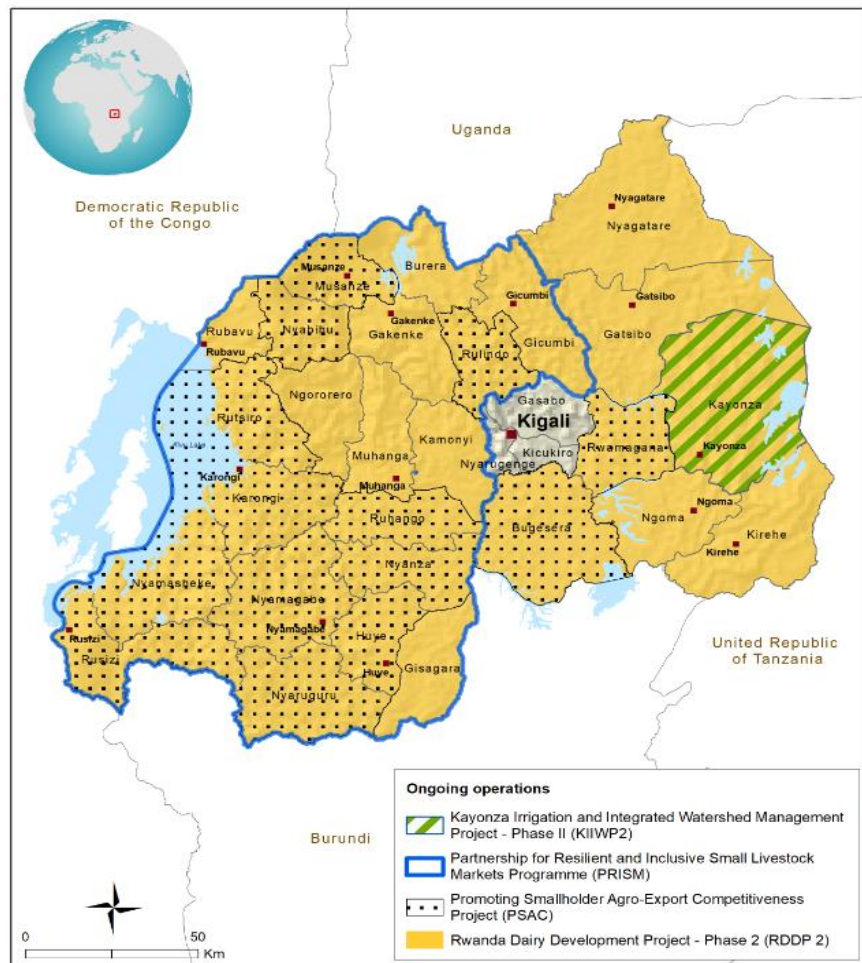 Uganda
Democratic Republic
of the Congo
Nyagatare
Nyagatare
Musanze
Musanze
Burera
Gicumbi
Gatsibo
Gakenke
Gakenke
Nyabihu
Rubavu
Rubavu
Rulindo
Gicumbi
Gatsibo
Ngororero
Rutsiro
Gasabo
Kayonza
Kigali
Kamonyi
Rwamagana
Kivu Lake
Nyarugenge
Kicukiro
Kayonza
Muhanga
Muhanga
Karongi
Karongi
Ruhango
Bugesera
Ngoma
Ngoma
Kirehe
Kirehe
Nyanza
Nyamasheke
Nyamagabe
Nyamagabe
Huye
Huye
Rusizi
Rusizi
Gisagara
Nyaruguru
United Republic
of Tanzania
Burundi
Ongoing operations
Kayonza Irrigation and Integrated Watershed Management
Project - Phase II (KIIWP2)
Partnership for Resilient and Inclusive Small Livestock
Markets Programme (PRISM)
Promoting Smallholder Agro-Export Competitiveness
Project (PSAC)
Rwanda Dairy Development Project - Phase 2 (RDDP 2)
0 50
Km